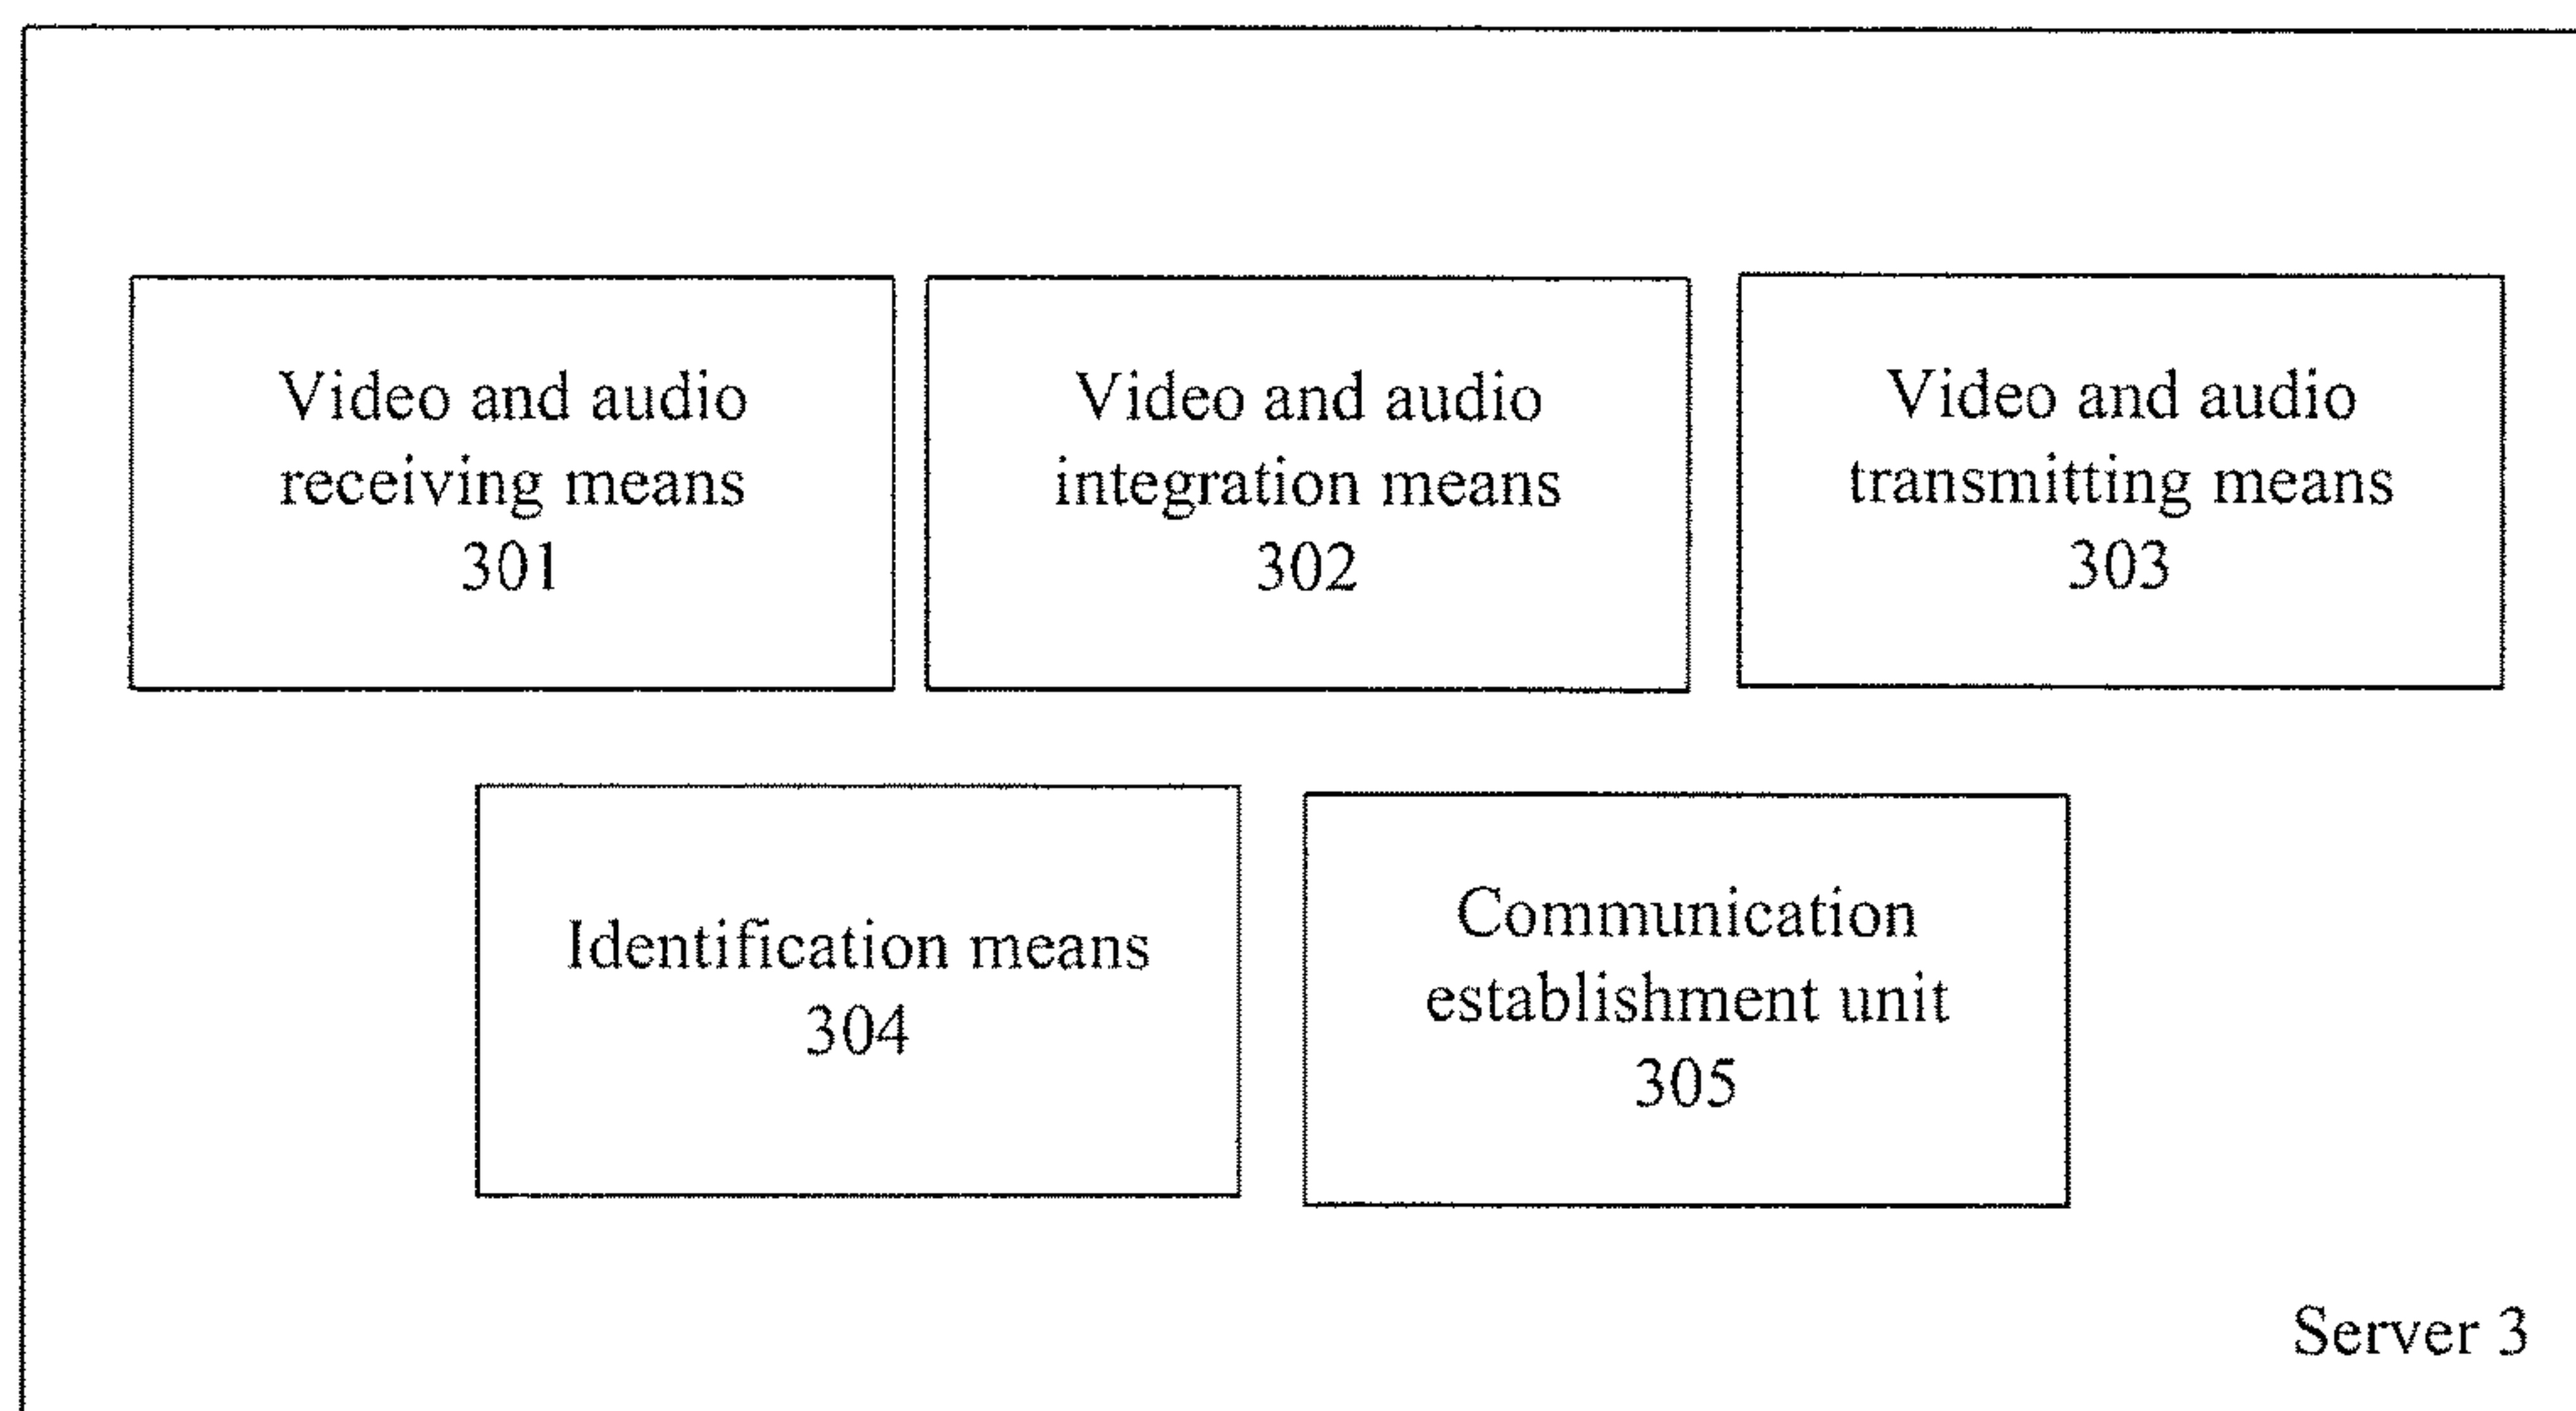 Video and audio
receiving means
301
Video and audio
integration means
302
Video and audio
transmitting means
303
Identification means
304
Communication
establishment unit
305
Server 3